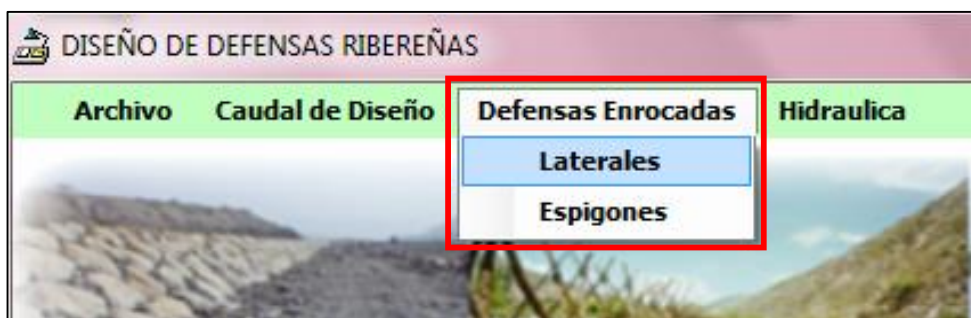 DISEÑO DE DEFENSAS RIBEREÑAS
Archivo Caudal de Diseño Defensas Enrocadas Hidraulica
Laterales
Espigones